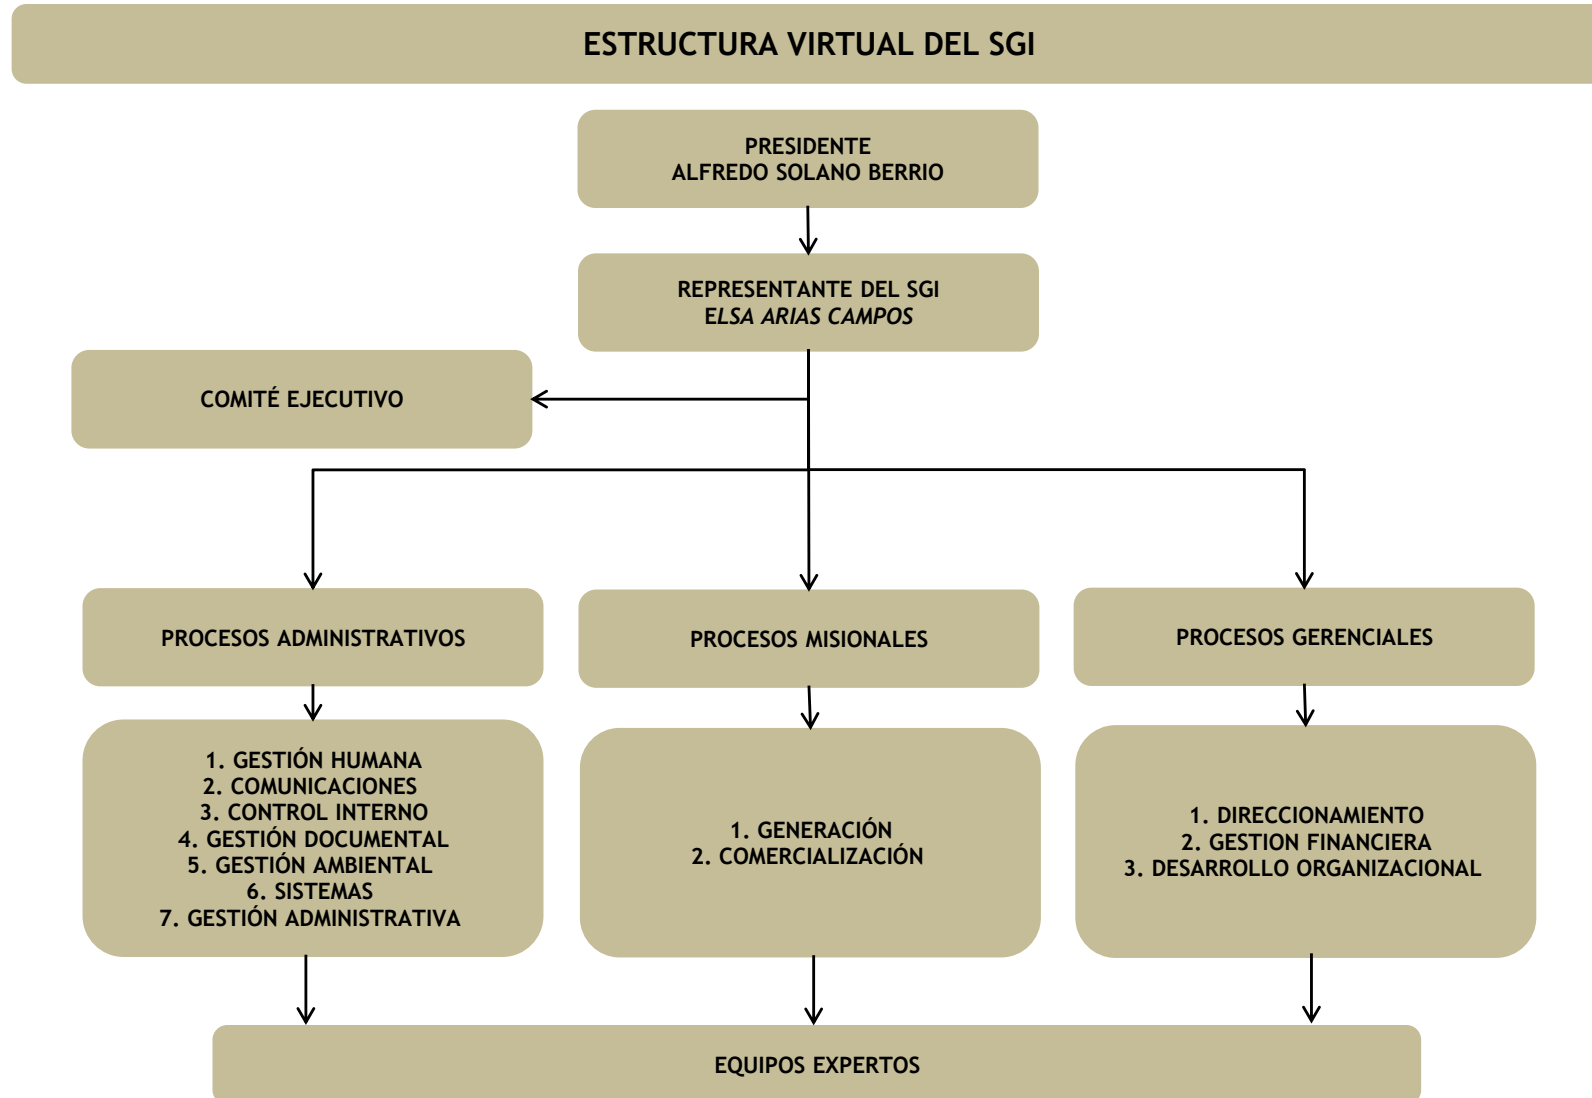 ESTRUCTURA VIRTUAL DEL SGI
PRESIDENTE
ALFREDO SOLANO BERRIO
REPRESENTANTE DEL SGI
ELSA ARIAS CAMPOS
COMITÉ EJECUTIVO
PROCESOS ADMINISTRATIVOS
PROCESOS MISIONALES
PROCESOS GERENCIALES
1. GESTIÓN HUMANA
2. COMUNICACIONES
3. CONTROL INTERNO
4. GESTIÓN DOCUMENTAL
5. GESTIÓN AMBIENTAL
6. SISTEMAS
7. GESTIÓN ADMINISTRATIVA
1. GENERACIÓN
2. COMERCIALIZACIÓN
1. DIRECCIONAMIENTO
2. GESTION FINANCIERA
3. DESARROLLO ORGANIZACIONAL
EQUIPOS EXPERTOS